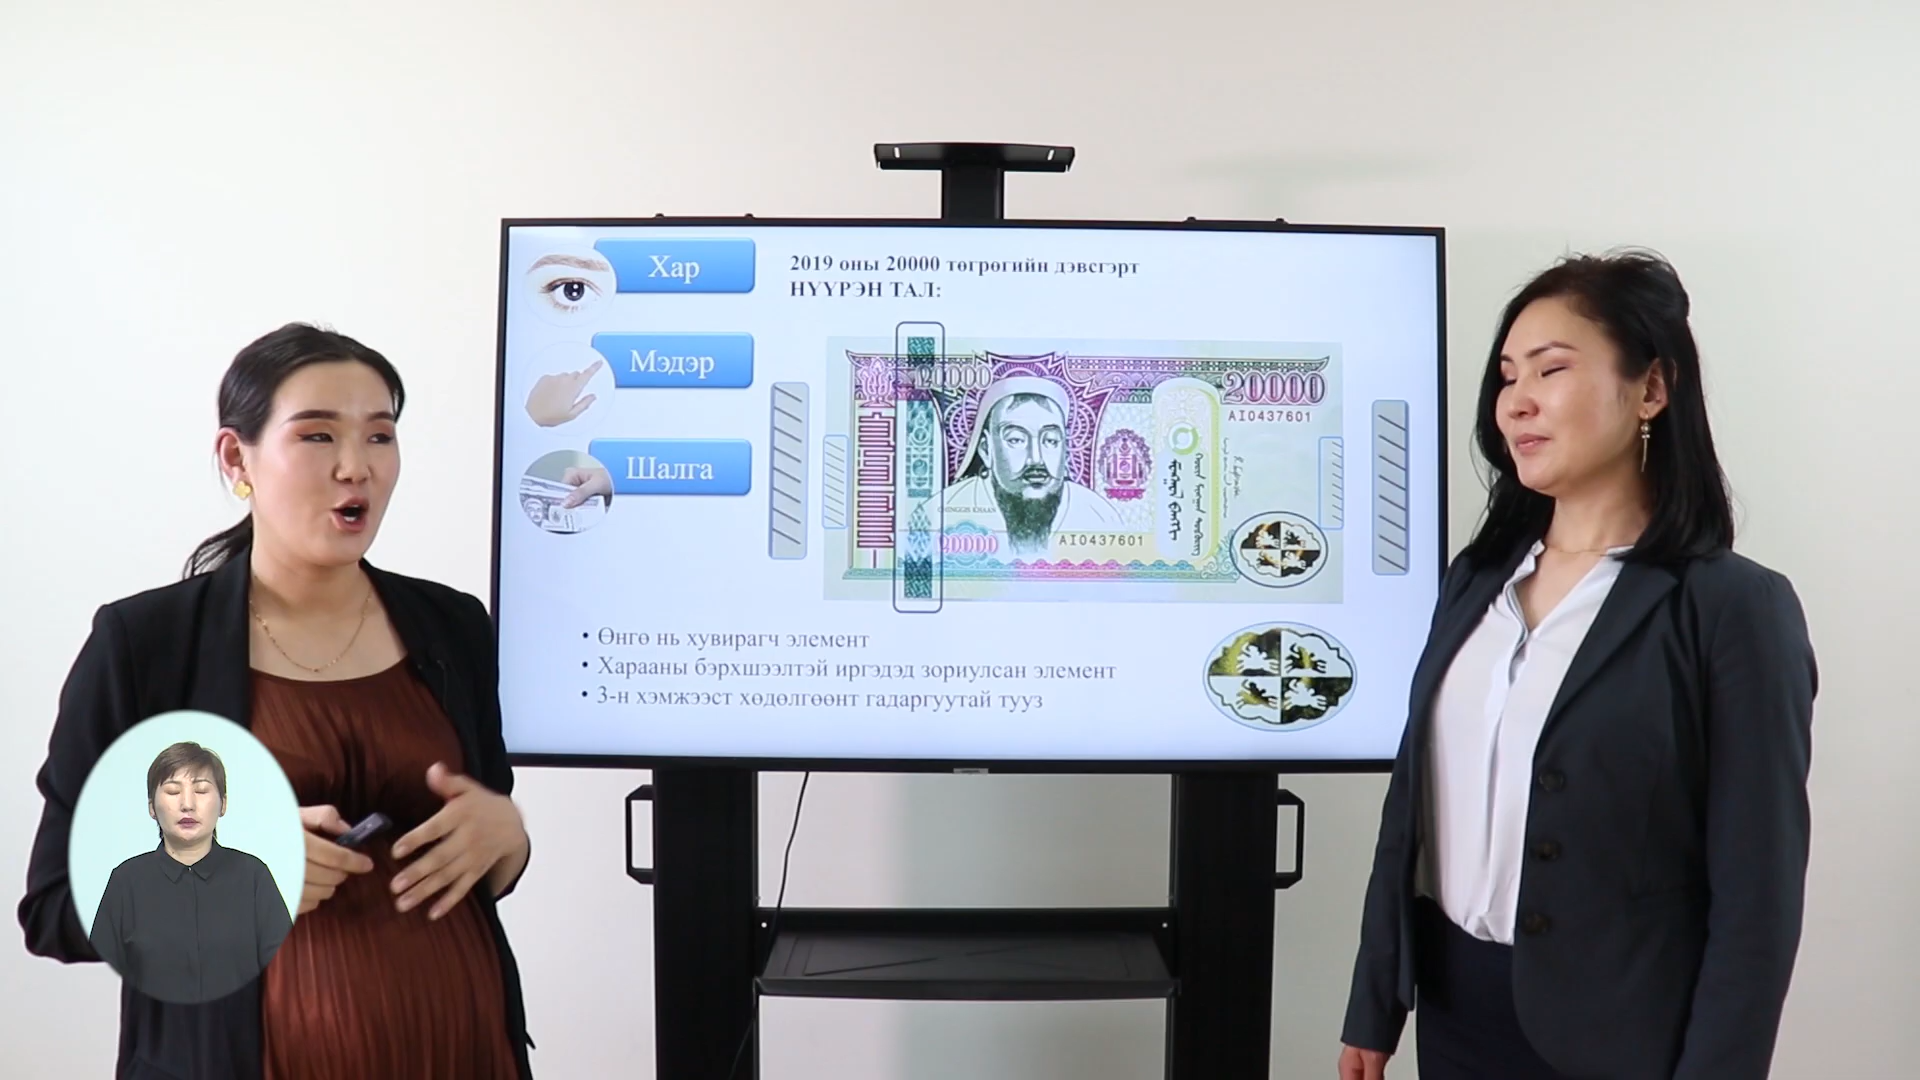 Хар
2019 оны 20000 төгрөгийн дэвсгэрт
НҮҮРЭН ТАЛ:
Мэдэр
Шалга
20000
20000
AI0437601
CHINGGIS KHAAN
20000
AI0437601
• Өнгө нь хувирагч элемент
• Харааны бэрхшээлтэй иргэдэд зориулсан элемент
• 3-н хэмжээст хөдөлгөөнт гадаргуутай тууз